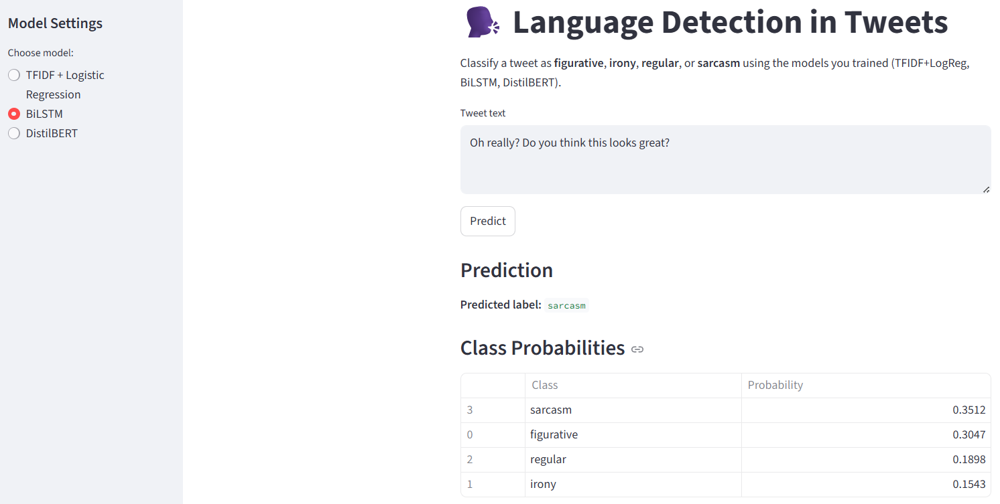 Model Settings
Choose model:
TFIDF + Logistic
Regression
BiLSTM
DistilBERT
Language Detection in Tweets
Classify a tweet as figurative, irony, regular, or sarcasm using the models you trained (TFIDF+LogReg,
BiLSTM, DistilBERT).
Tweet text
Oh really? Do you think this looks great?
Predict
Prediction
Predicted label: sarcasm
Class Probabilities
Class Probability
3 sarcasm 0.3512
0 figurative 0.3047
2 regular 0.1898
1 irony 0.1543